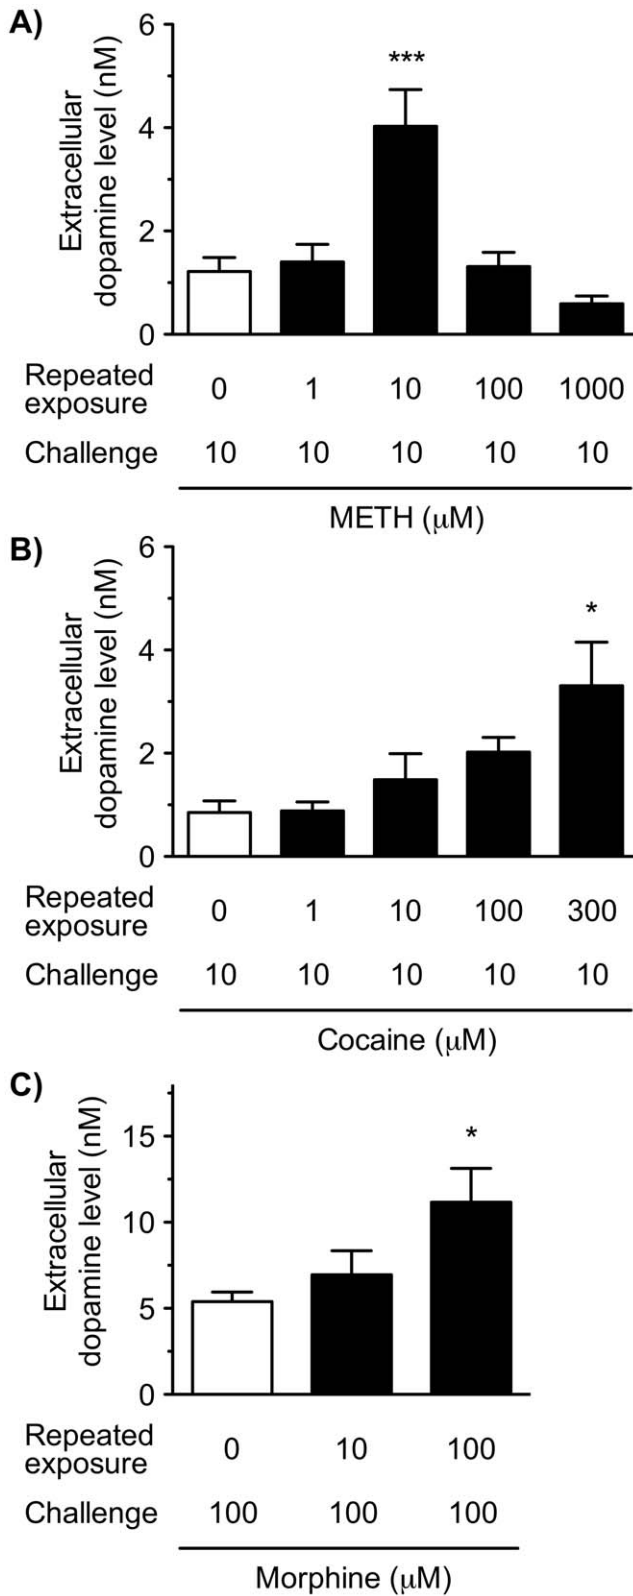 A)
Extracellular
dopamine level (nM)
6
4
2
0
***
Repeated
exposure
0 1 10 100 1000
Challenge 10 10 10 10 10
METH (μM)
B)
Extracellular
dopamine level (nM)
6
4
2
0
*
Repeated
exposure
0 1 10 100 300
Challenge 10 10 10 10 10
Cocaine (μM)
C)
Extracellular
dopamine level (nM)
15
10
5
0
*
Repeated
exposure
0 10 100
Challenge 100 100 100
Morphine (μM)